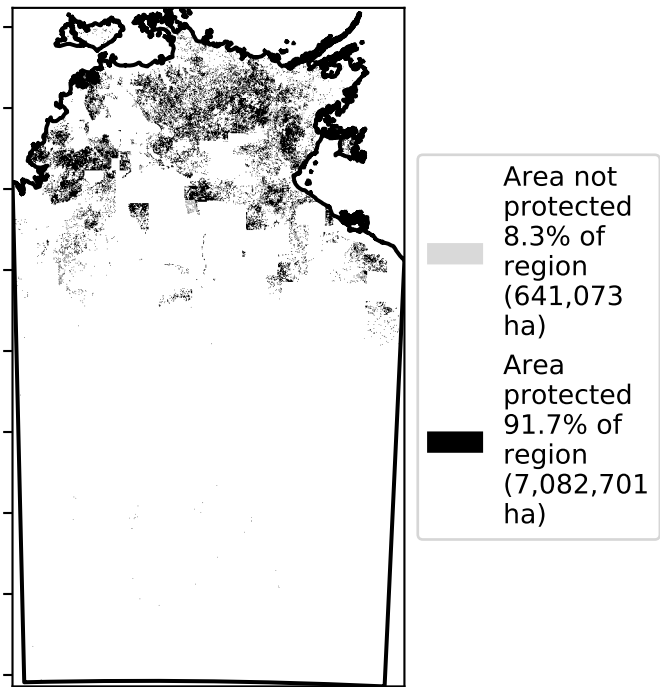 Area not
protected
8.3% of
region
(641,073
ha)
Area
protected
91.7% of
region
(7,082,701
ha)